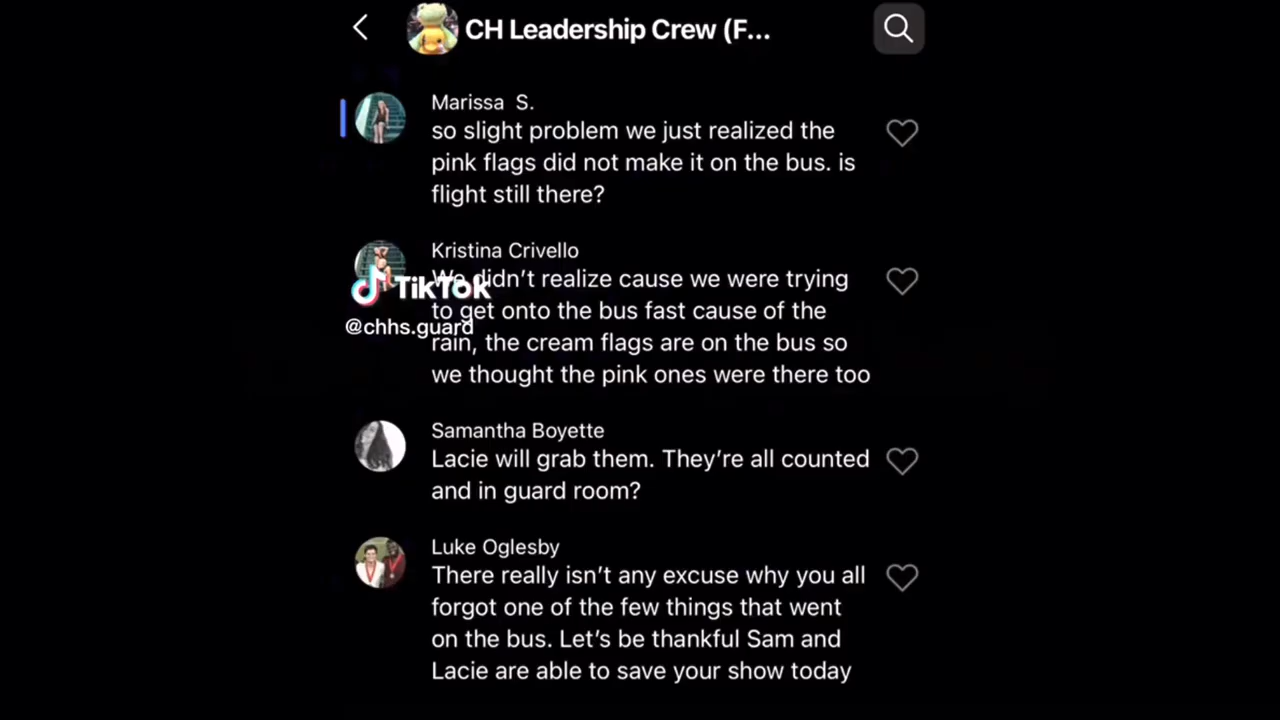 CH Leadership Crew (F...
Marissa S.
so slight problem we just realized the
pink flags did not make it on the bus. is
flight still there?
Kristina Crivello
We didn't realize cause we were trying
TikTok
to get onto the bus fast cause of the
@chhs.guard
rain, the cream flags are on the bus so
we thought the pink ones were there too
Samantha Boyette
Lacie will grab them. They're all counted
and in guard room?
Luke Oglesby
There really isn't any excuse why you all
forgot one of the few things that went
on the bus. Let's be thankful Sam and
Lacie are able to save your show today